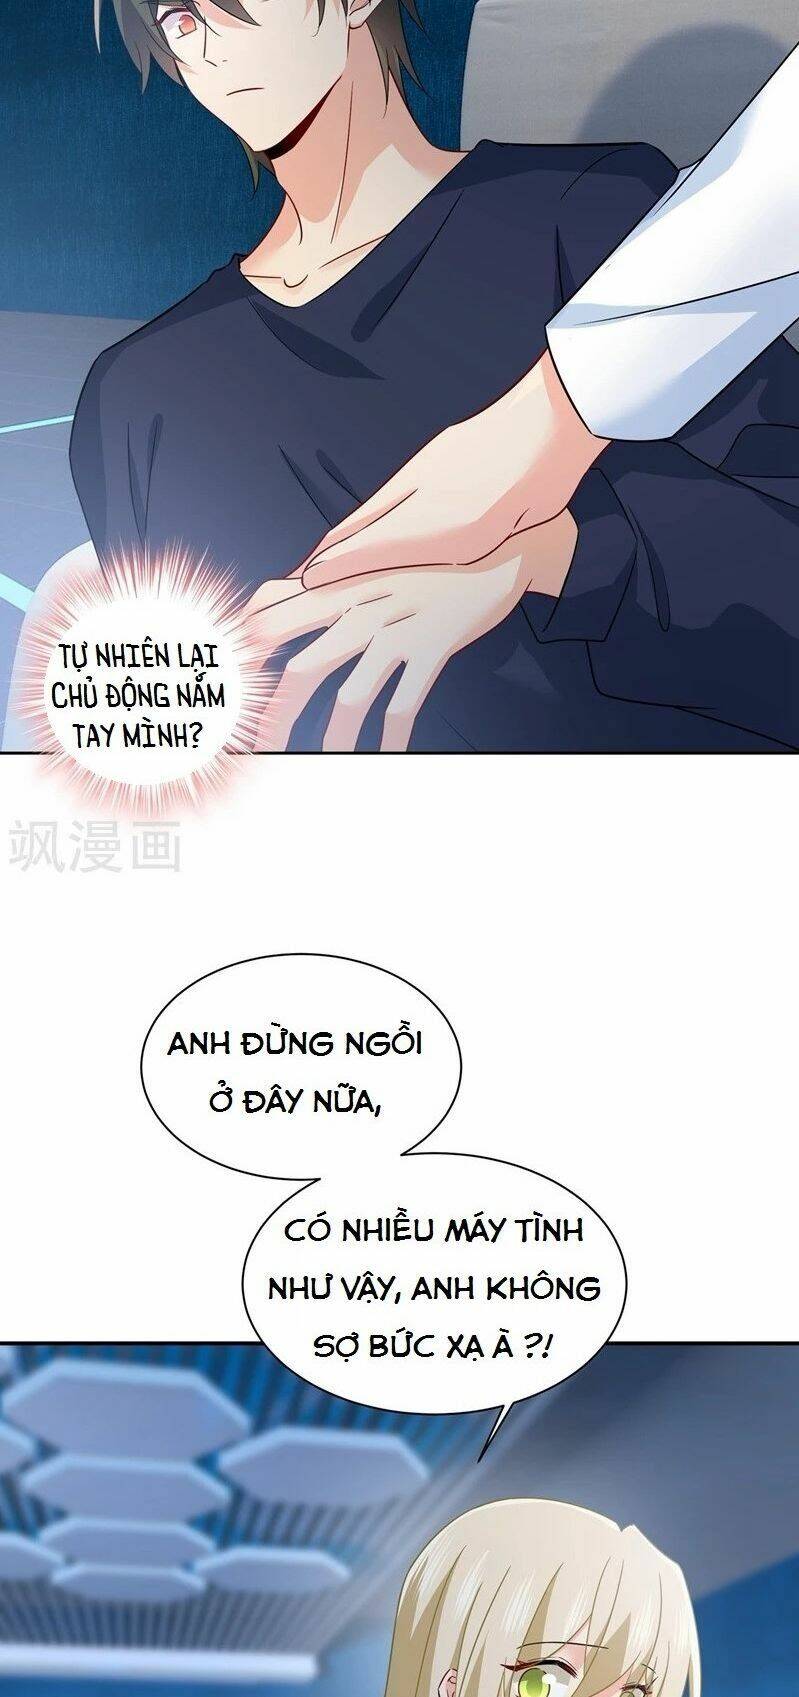 TỰ NHIÊN LẠI
CHỦ ĐỘNG NẮM
TAY MÌNH?
飒漫画
ANH ĐỪNG NGỒI
Ở ĐÂY NỮA,
CÓ NHIỀU MÁY TÌNH
NHƯ VẬY, ANH KHÔNG
SỢ BỨC XẠ À ?!